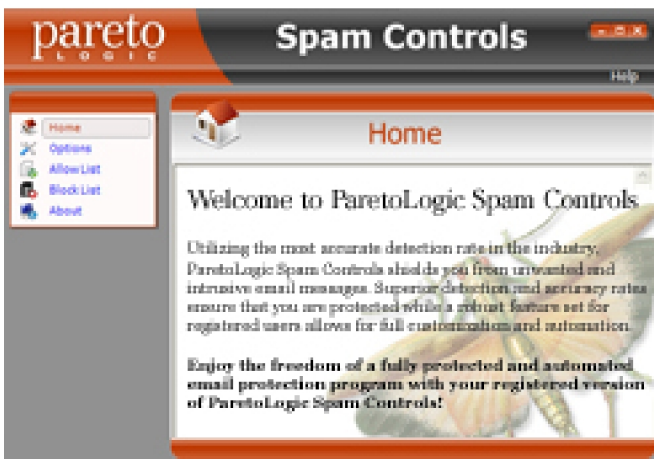 pareto
LOGIC
Spam Controls
Help
Home
Options
Allow List
Block List
About
Home
Welcome to ParetoLogic Spam Controls
Utilizing the most accurate detection rate in the industry,
ParetoLogic Spam Controls shields you from unwanted and
intrusive email messages. Superior detection and accuracy rates
ensure that you are protected while a robust feature set for
registered users allows for full customization and automation.
Enjoy the freedom of a fully protected and automated
email protection program with your registered version
of ParetoLogic Spam Controls!